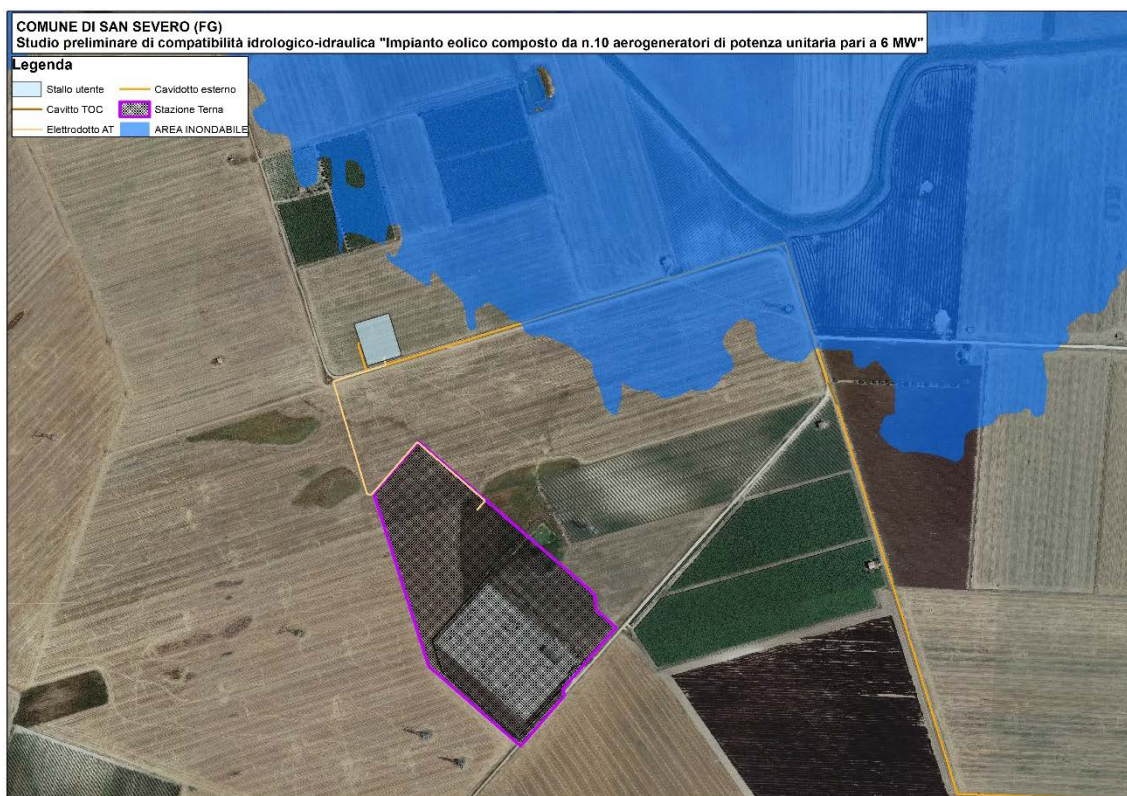 COMUNE DI SAN SEVERO (FG)
Studio preliminare di compatibilità idrologico-idraulica "Impianto eolico composto da n.10 aerogeneratori di potenza unitaria pari a 6 MW"
Legenda
Stallo utente
Cavidotto esterno
Cavitto TOC
Stazione Terna
Elettrodotto AT
AREA INONDABILE